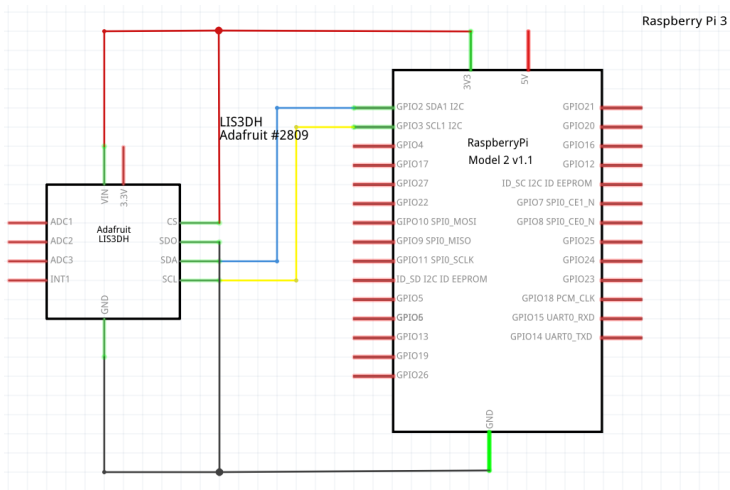 Raspberry Pi 3
3V3
5V
LIS3DH
Adafruit #2809
GPIO2 SDA1 I2C
GPIO3 SCL1 I2C
GPIO4
GPIO17
GPIO27
GPIO22
GIPO10 SPI0_MOSI
GPIO9 SPI0_MISO
GPIO11 SPI0_SCLK
ID_SD I2C ID EEPROM
GPIO5
GPIO6
GPIO13
GPIO19
GPIO26
RaspberryPi
Model 2 v1.1
GPIO21
GPIO20
GPIO16
GPIO12
ID_SC I2C ID EEPROM
GPIO7 SPI0_CE1_N
GPIO8 SPI0_CE0_N
GPIO25
GPIO24
GPIO23
GPIO18 PCM_CLK
GPIO15 UART0_RXD
GPIO14 UART0_TXD
GND
VIN
3.3V
ADC1
ADC2
ADC3
INT1
Adafruit
LIS3DH
CS
SDO
SDA
SCL
GND